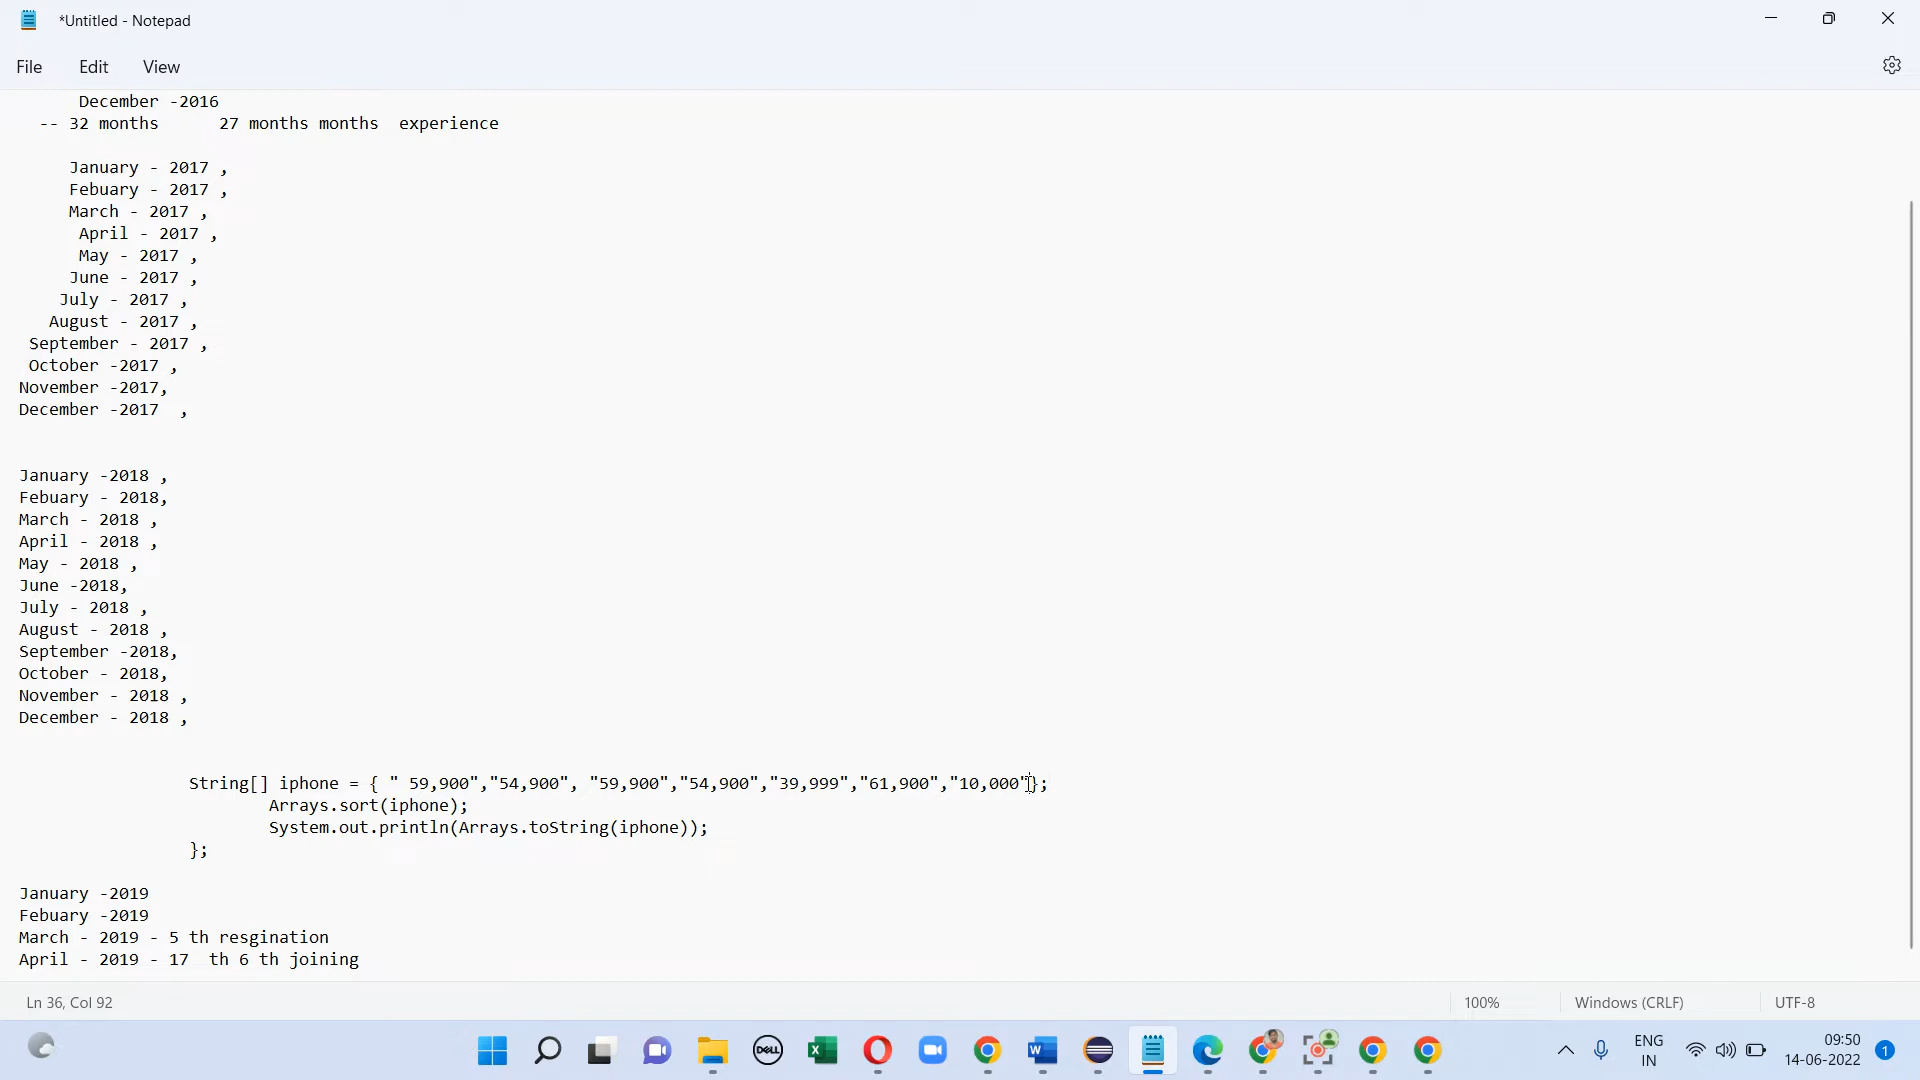 *Untitled - Notepad
File Edit View
December -2016
-- 32 months 27 months months experience
January - 2017 ,
Febuary - 2017 ,
March - 2017 ,
April - 2017 ,
May - 2017 ,
June - 2017 ,
July - 2017 ,
August - 2017 ,
September - 2017 ,
October -2017 ,
November -2017,
December -2017 ,
January -2018 ,
Febuary - 2018,
March - 2018 ,
April - 2018 ,
May - 2018 ,
June -2018,
July - 2018 ,
August - 2018 ,
September -2018,
October - 2018,
November - 2018 ,
December - 2018 ,
String[] iphone = { " 59,900","54,900", "59,900","54,900","39,999","61,900","10,000"};
Arrays.sort(iphone);
System.out.println(Arrays.toString(iphone));
};
January -2019
Febuary -2019
March - 2019 - 5 th resgination
April - 2019 - 17 th 6 th joining
Ln 36, Col 92 100% Windows (CRLF) UTF-8
DELL
ENG
IN
09:50
14-06-2022
1